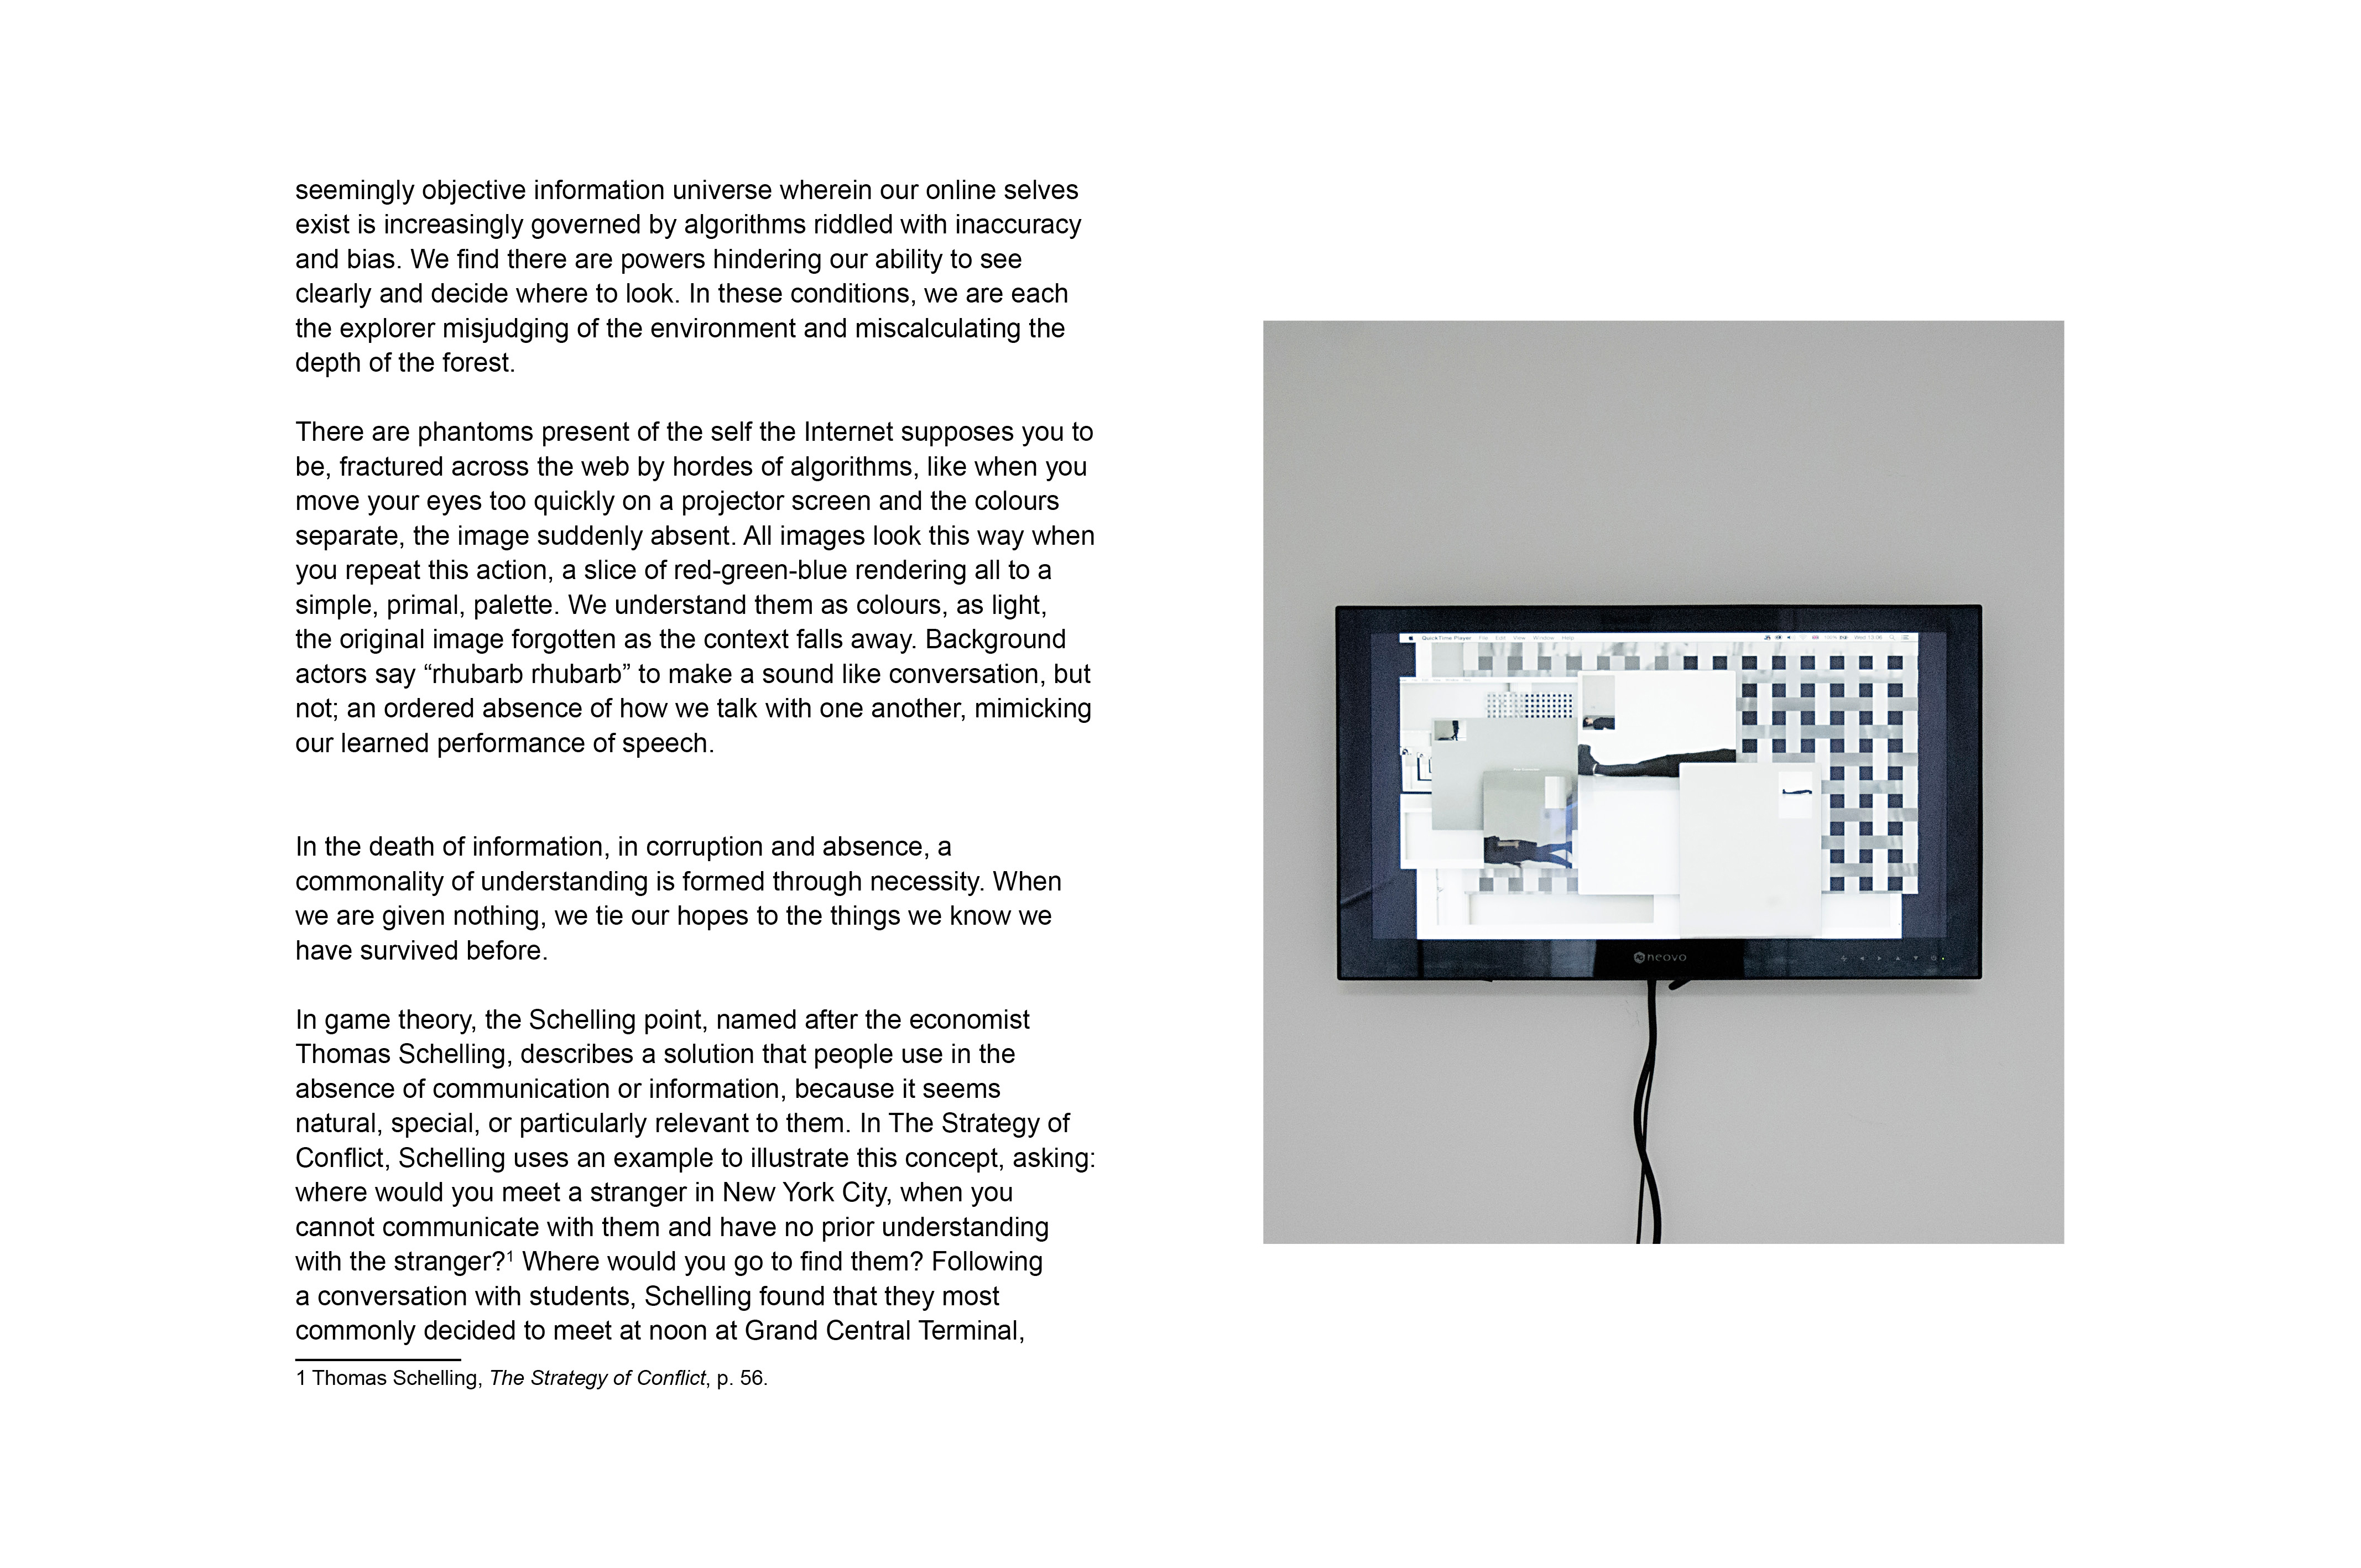 seemingly objective information universe wherein our online selves
exist is increasingly governed by algorithms riddled with inaccuracy
and bias. We find there are powers hindering our ability to see
clearly and decide where to look. In these conditions, we are each
the explorer misjudging of the environment and miscalculating the
depth of the forest.
There are phantoms present of the self the Internet supposes you to
be, fractured across the web by hordes of algorithms, like when you
move your eyes too quickly on a projector screen and the colours
separate, the image suddenly absent. All images look this way when
you repeat this action, a slice of red-green-blue rendering all to a
simple, primal, palette. We understand them as colours, as light,
the original image forgotten as the context falls away. Background
actors say “rhubarb rhubarb” to make a sound like conversation, but
not; an ordered absence of how we talk with one another, mimicking
our learned performance of speech.
In the death of information, in corruption and absence, a
commonality of understanding is formed through necessity. When
we are given nothing, we tie our hopes to the things we know we
have survived before.
In game theory, the Schelling point, named after the economist
Thomas Schelling, describes a solution that people use in the
absence of communication or information, because it seems
natural, special, or particularly relevant to them. In The Strategy of
Conflict, Schelling uses an example to illustrate this concept, asking:
where would you meet a stranger in New York City, when you
cannot communicate with them and have no prior understanding
with the stranger?¹ Where would you go to find them? Following
a conversation with students, Schelling found that they most
commonly decided to meet at noon at Grand Central Terminal,
1 Thomas Schelling, The Strategy of Conflict, p. 56.
QuickTime Player File Edit View Window Help 100% Wed 13:06
neovo